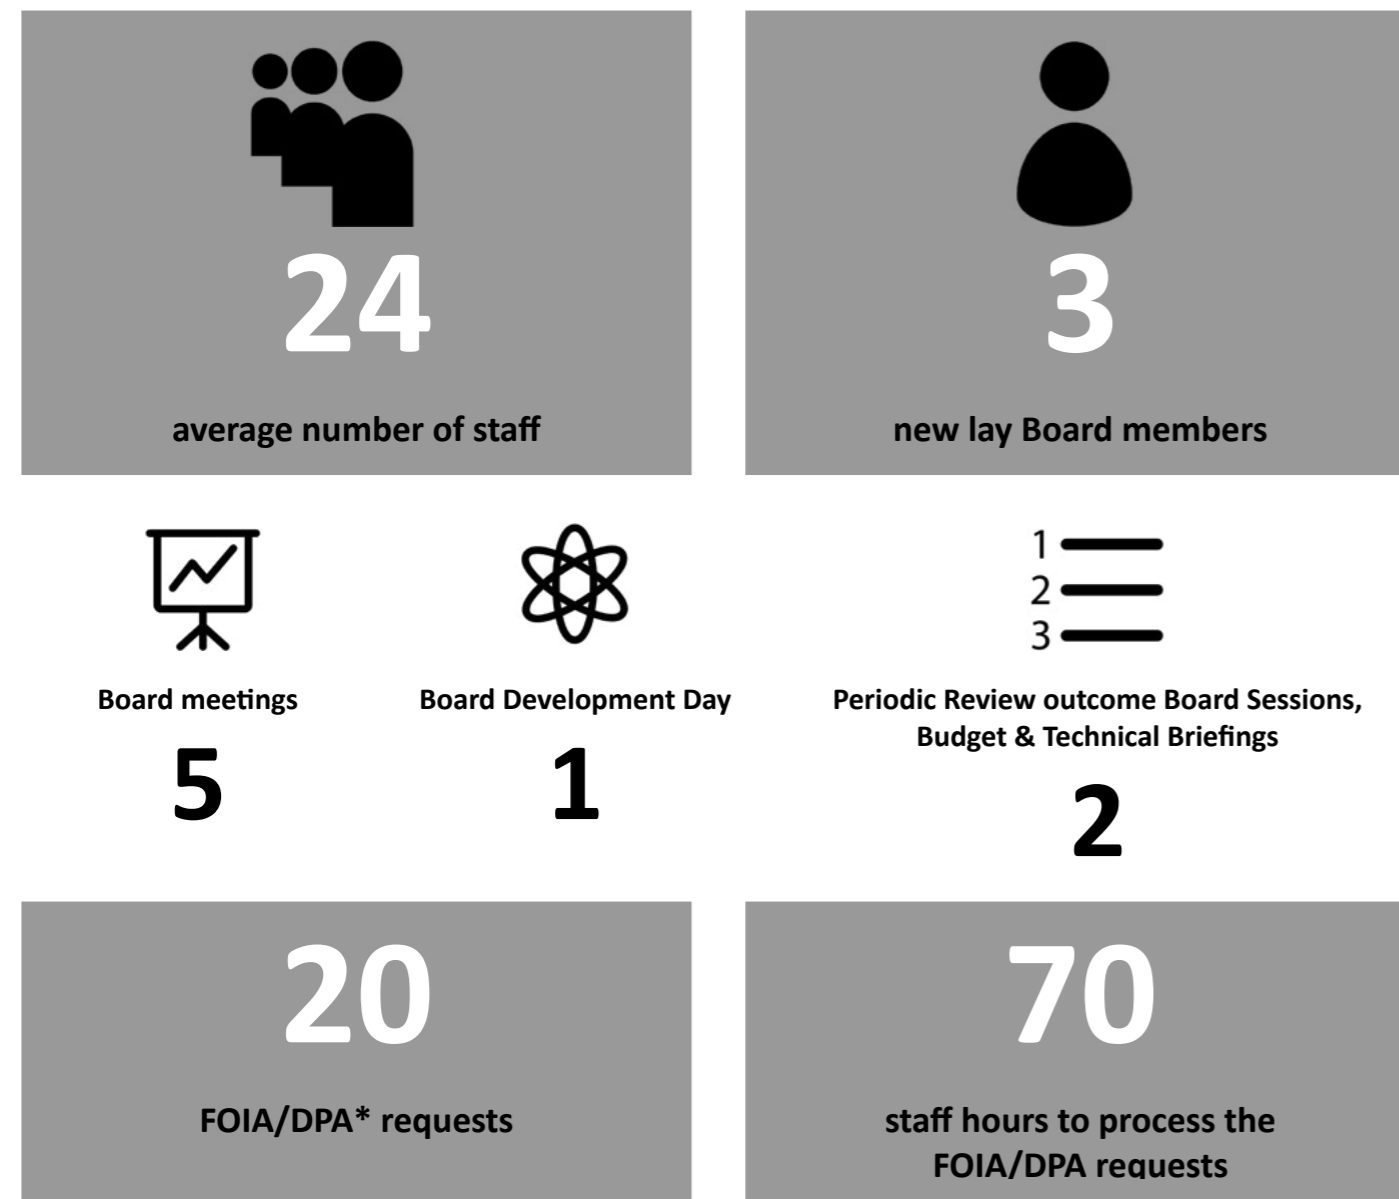 24
average number of staff
3
new lay Board members
Board meetings
5
Board Development Day
1
1
2
3
Periodic Review outcome Board Sessions,
Budget & Technical Briefings
2
20
FOIA/DPA* requests
70
staff hours to process the
FOIA/DPA requests